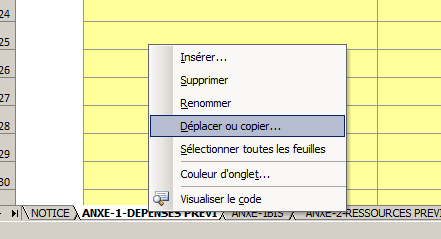 24
25
26
27
28
29
30
Insérer...
Supprimer
Renommer
Déplacer ou copier...
Sélectionner toutes les feuilles
Couleur d'onglet...
Visualiser le code
NOTICE ANXE-1-DEPENSES PREVI ANXE-1BIS ANXE-2-RESSOURCES PREVI